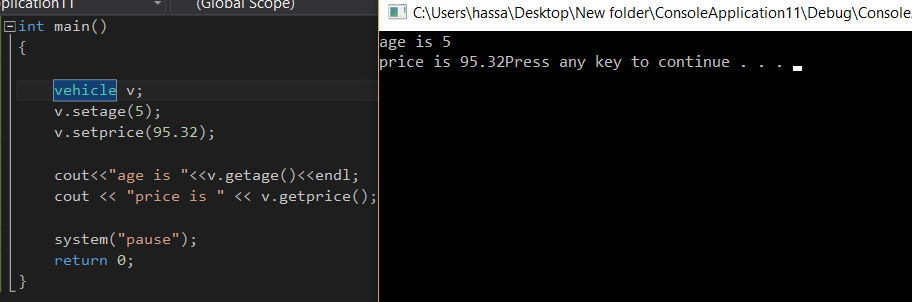 plication11
(Global Scope)
int main()
{
vehicle v;
v.setage(5);
v.setprice(95.32);
cout<<"age is "<<v.getage()<<endl;
cout << "price is " << v.getprice();
system("pause");
return 0;
}
C:\Users\hassa\Desktop\New folder\ConsoleApplication11\Debug\Console
age is 5
price is 95.32Press any key to continue . . .